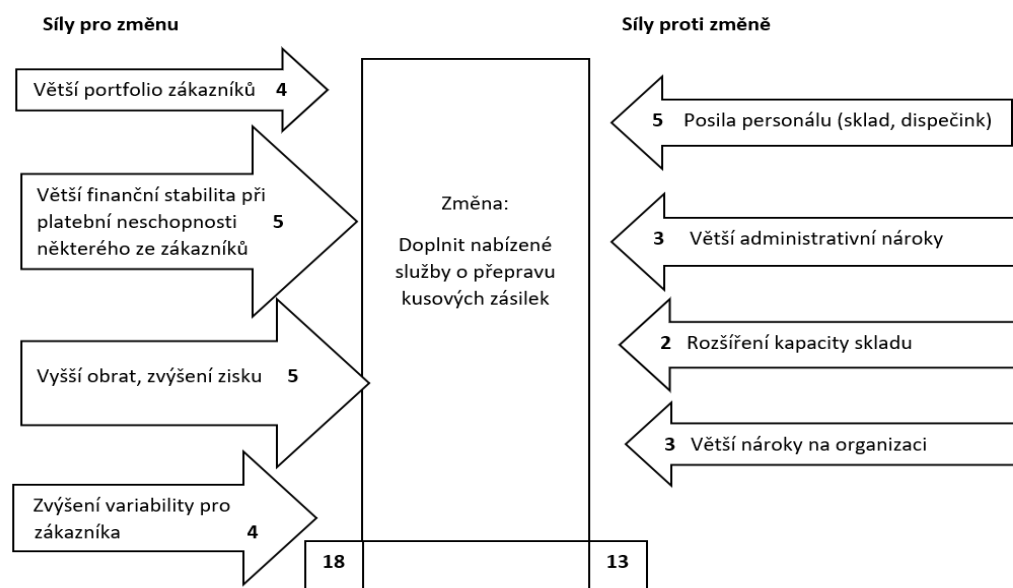 Síly pro změnu
Síly proti změně
Větší portfolio zákazníků 4
Větší finanční stabilita při
platební neschopnosti 5
některého ze zákazníků
Vyšší obrat, zvýšení zisku 5
Zvýšení variability pro
zákazníka 4
18
Změna:
Doplnit nabízené
služby o přepravu
kusových zásilek
5 Posila personálu (sklad, dispečink)
3 Větší administrativní nároky
2 Rozšíření kapacity skladu
3 Větší nároky na organizaci
13